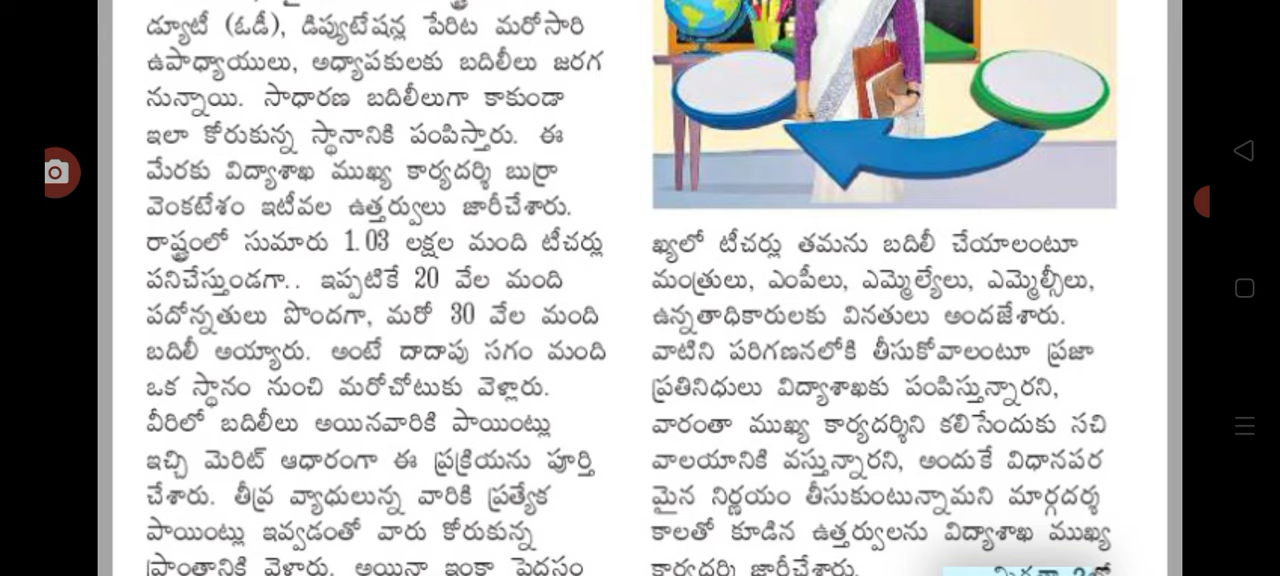 డ్యూటీ (ఓడీ), డిప్యుటేషన్ల పేరిట మరోసారి
ఉపాధ్యాయులు, అధ్యాపకులకు బదిలీలు జరగ
నున్నాయి. సాధారణ బదిలీలుగా కాకుండా
ఇలా కోరుకున్న స్థానానికి పంపిస్తారు. ఈ
మేరకు విద్యాశాఖ ముఖ్య కార్యదర్శి బుర్రా
వెంకటేశం ఇటీవల ఉత్తర్వులు జారీచేశారు.
రాష్ట్రంలో సుమారు 1.03 లక్షల మంది టీచర్లు
పనిచేస్తుండగా.. ఇప్పటికే 20 వేల మంది
పదోన్నతులు పొందగా, మరో 30 వేల మంది
బదిలీ అయ్యారు. అంటే దాదాపు సగం మంది
ఒక స్థానం నుంచి మరోచోటుకు వెళ్లారు.
వీరిలో బదిలీలు అయినవారికి పాయింట్లు
ఇచ్చి మెరిట్ ఆధారంగా ఈ ప్రక్రియను పూర్తి
చేశారు. తీవ్ర వ్యాధులున్న వారికి ప్రత్యేక
పాయింట్లు ఇవ్వడంతో వారు కోరుకున్న
ప్రాంతానికి వెళ్లారు. అయినా ఇంకా పెద్దసం
ఖ్యలో టీచర్లు తమను బదిలీ చేయాలంటూ
మంత్రులు, ఎంపీలు, ఎమ్మెల్యేలు, ఎమ్మెల్సీలు,
ఉన్నతాధికారులకు వినతులు అందజేశారు.
వాటిని పరిగణనలోకి తీసుకోవాలంటూ ప్రజా
ప్రతినిధులు విద్యాశాఖకు పంపిస్తున్నారని,
వారంతా ముఖ్య కార్యదర్శిని కలిసేందుకు సచి
వాలయానికి వస్తున్నారని, అందుకే విధానపర
మైన నిర్ణయం తీసుకుంటున్నామని మార్గదర్శ
కాలతో కూడిన ఉత్తర్వులను విద్యాశాఖ ముఖ్య
కార్యదర్శి జారీచేశారు.